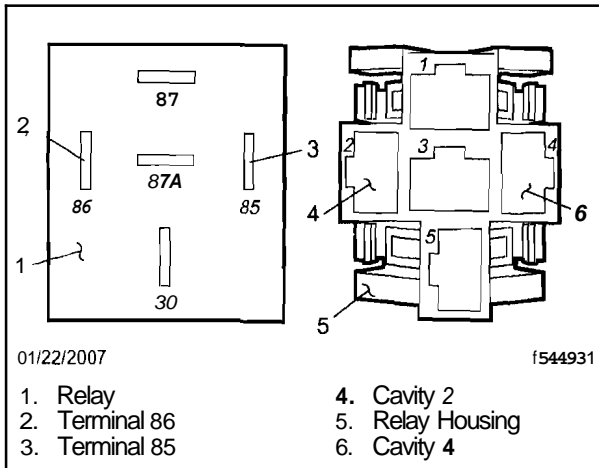 87
1
2
3
87A
86
85
2
3
4
4
6
1
30
5
5
01/22/2007
f544931
1. Relay
2. Terminal 86
3. Terminal 85
4. Cavity 2
5. Relay Housing
6. Cavity 4